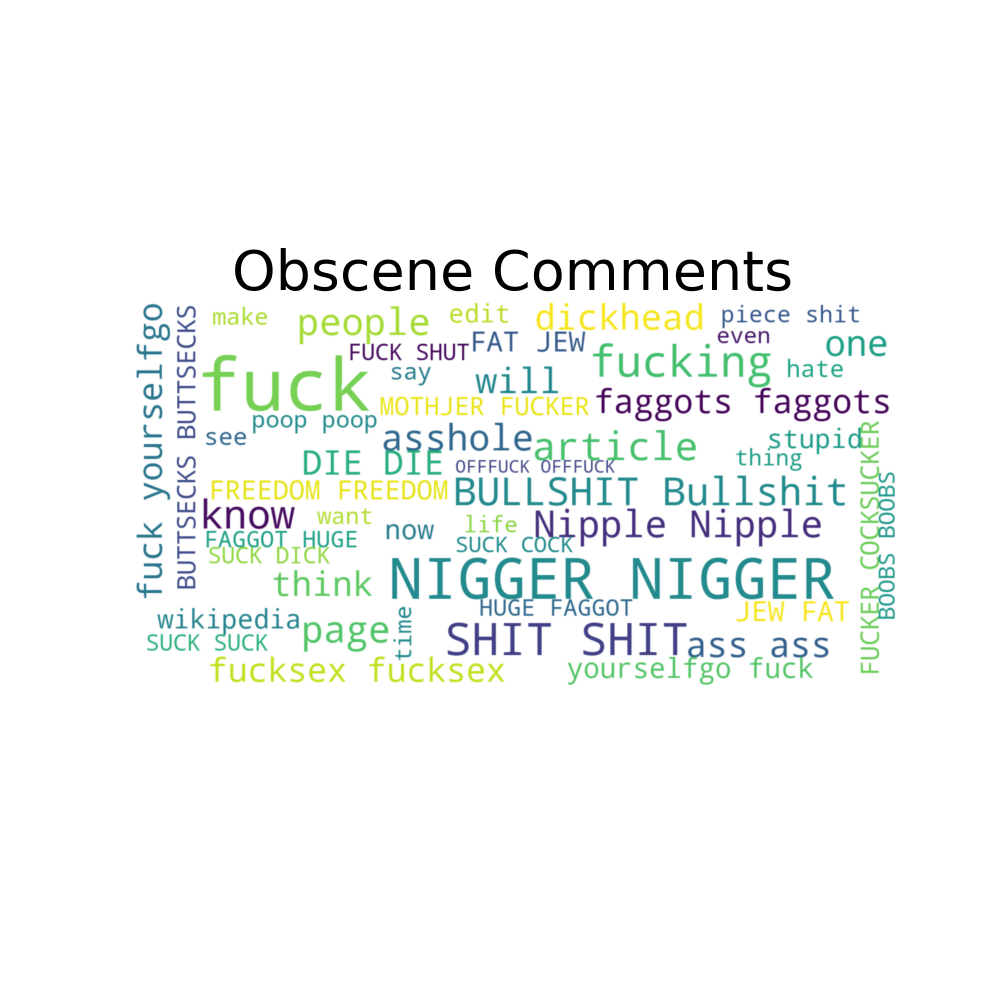 Obscene Comments
fuck yourselfgo
BUTTSECKS BUTTSECKS
make
people
edit
dickhead
piece shit
FUCK SHUT
FAT JEW
even
one
fuck
say
will
fucking
hate
MOTHJER FUCKER
faggots faggots
poop poop
see
asshole
article
stupid
DIE DIE
OFFFUCK OFFFUCK
thing
FREEDOM FREEDOM
BULLSHIT Bullshit
know
want
now
life
Nipple Nipple
FAGGOT HUGE
SUCK COCK
SUCK DICK
think
NIGGER NIGGER
FUCKER COCKSUCKER
BOOBS BOOBS
HUGE FAGGOT
JEW FAT
wikipedia
page
time
SHIT SHIT
ass ass
SUCK SUCK
fucksex fucksex
yourselfgo fuck